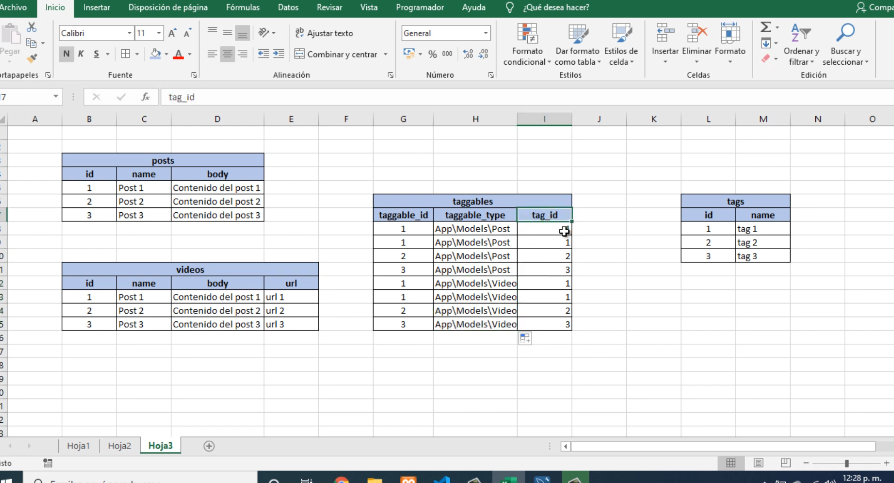 Archivo Inicio Insertar Disposición de página Fórmulas Datos Revisar Vista Programador Ayuda ¿Qué desea hacer? Compa
Pegar
Calibri 11
N K S
Ajustar texto
Combinar y centrar
General
% 000
Formato condicional
Dar formato como tabla
Estilos de celda
Insertar Eliminar Formato
Ordenar y filtrar
Buscar y seleccionar
rtapapeles Fuente Alineación Número Estilos Celdas Edición
I7 fx tag_id
A B C D E F G H I J K L M N O
posts
id name body
1 Post 1 Contenido del post 1
2 Post 2 Contenido del post 2
3 Post 3 Contenido del post 3
videos
id name body url
1 Post 1 Contenido del post 1 url 1
2 Post 2 Contenido del post 2 url 2
3 Post 3 Contenido del post 3 url 3
taggables
taggable_id taggable_type tag_id
1 App\Models\Post
1 App\Models\Post 1
2 App\Models\Post 2
3 App\Models\Post 3
1 App\Models\Video 1
1 App\Models\Video 1
2 App\Models\Video 2
3 App\Models\Video 3
tags
id name
1 tag 1
2 tag 2
3 tag 3
Hoja1 Hoja2 Hoja3
sto
12:28 p. m.